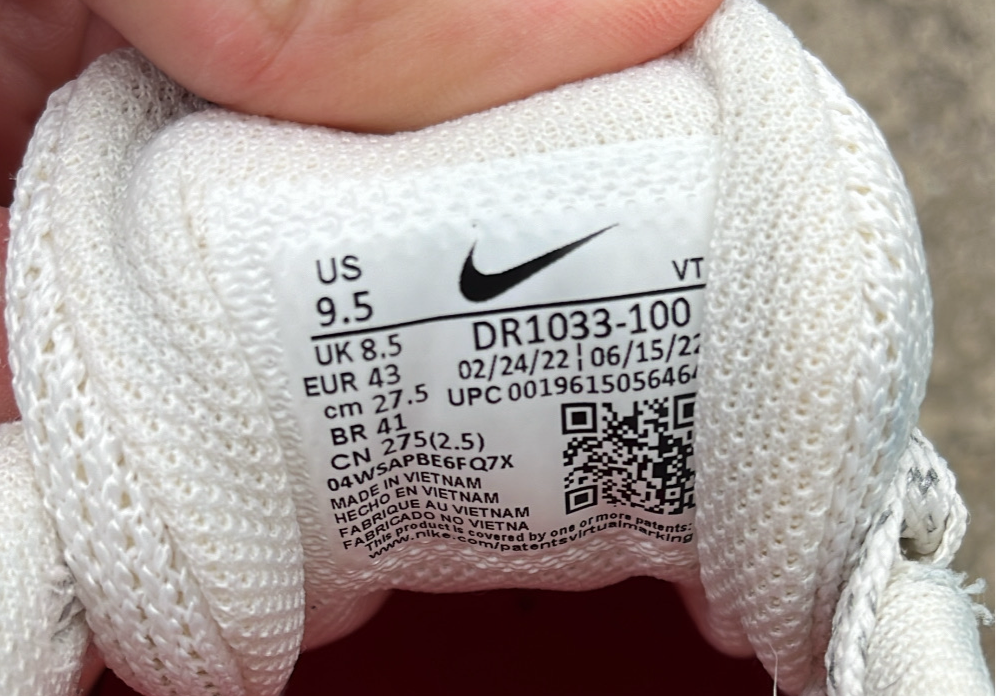 US
9.5
VT
UK 8.5
EUR 43
cm 27.5
BR 41
CN 275(2.5)
DR1033-100
02/24/22 | 06/15/22
UPC 0019615056464
04WSAPBE6FQ7X
MADE IN VIETNAM
HECHO EN VIETNAM
FABRIQUE AU VIETNAM
FABRICADO NO VIETNA
This product is covered by one or more patents:
www.nike.com/patentsvirtualmarking